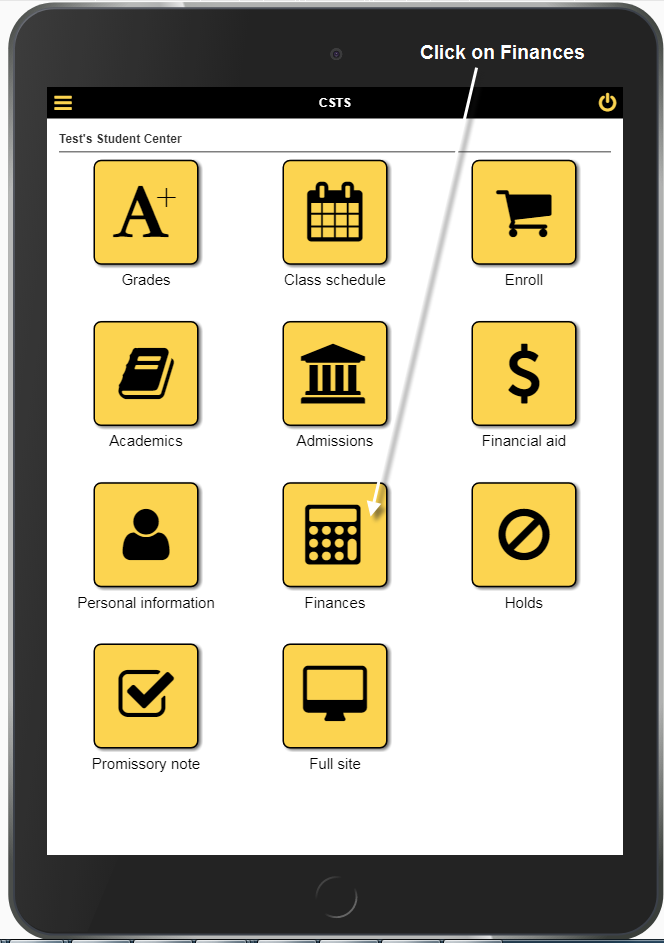 Click on Finances
CSTS
Test's Student Center
A+
Grades
Class schedule
Enroll
$
Academics
Admissions
Financial aid
Personal information
Finances
Holds
Promissory note
Full site